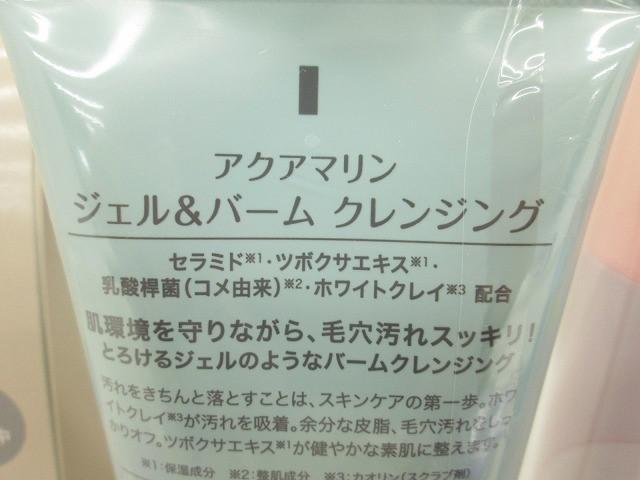 アクアマリン
ジェル&バーム クレンジング
セラミド※1・ツボクサエキス※1・
乳酸桿菌(コメ由来)※2・ホワイトクレイ※3 配合
肌環境を守りながら、毛穴汚れスッキリ!
とろけるジェルのようなバームクレンジング
汚れをきちんと落とすことは、スキンケアの第一歩。ホワ
イトクレイ※3が汚れを吸着。余分な皮脂、毛穴汚れをしっ
かりオフ。ツボクサエキス※1が健やかな素肌に整えます。
※1:保湿成分 ※2:整肌成分 ※3:カオリン(スクラブ剤)